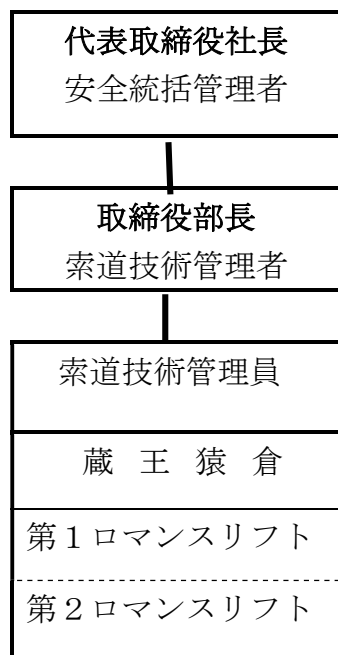 代表取締役社長
安全統括管理者
取締役部長
索道技術管理者
索道技術管理員
蔵 王 猿 倉
第１ロマンスリフト
第２ロマンスリフト